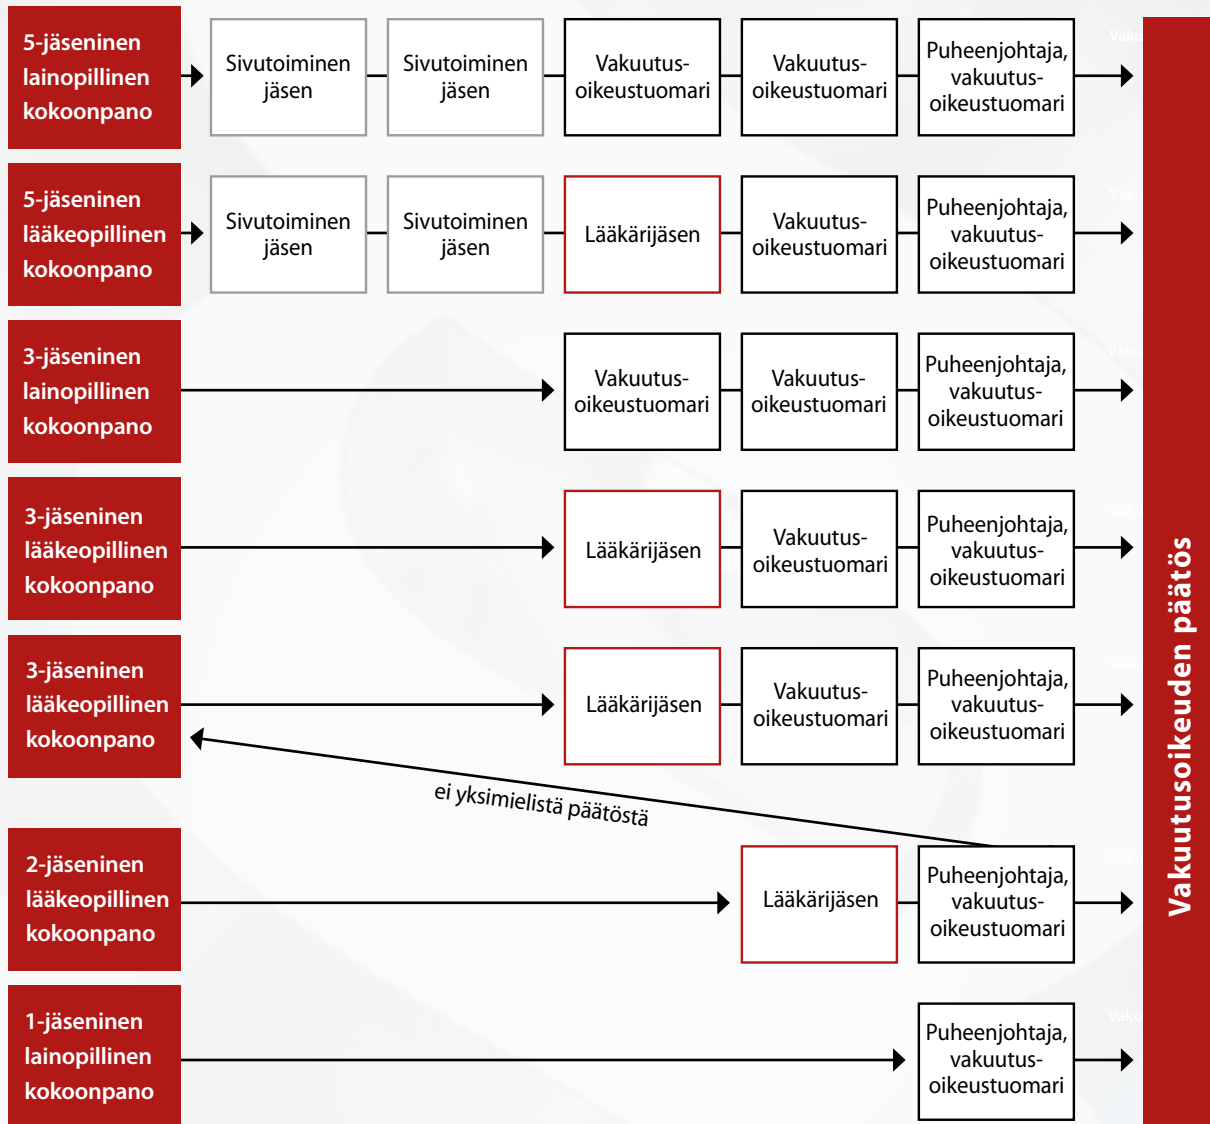 5-jäseninen
lainopillinen
kokoonpano
Sivutoiminen
jäsen
Sivutoiminen
jäsen
Vakuutus-
oikeustuomari
Vakuutus-
oikeustuomari
Puheenjohtaja,
vakuutus-
oikeustuomari
5-jäseninen
lääkeopillinen
kokoonpano
Sivutoiminen
jäsen
Sivutoiminen
jäsen
Lääkärijäsen
Vakuutus-
oikeustuomari
Puheenjohtaja,
vakuutus-
oikeustuomari
3-jäseninen
lainopillinen
kokoonpano
Vakuutus-
oikeustuomari
Vakuutus-
oikeustuomari
Puheenjohtaja,
vakuutus-
oikeustuomari
3-jäseninen
lääkeopillinen
kokoonpano
Lääkärijäsen
Vakuutus-
oikeustuomari
Puheenjohtaja,
vakuutus-
oikeustuomari
3-jäseninen
lääkeopillinen
kokoonpano
Lääkärijäsen
Vakuutus-
oikeustuomari
Puheenjohtaja,
vakuutus-
oikeustuomari
ei yksimielistä päätöstä
2-jäseninen
lääkeopillinen
kokoonpano
Lääkärijäsen
Puheenjohtaja,
vakuutus-
oikeustuomari
1-jäseninen
lainopillinen
kokoonpano
Puheenjohtaja,
vakuutus-
oikeustuomari
Vakuutusoikeuden päätös